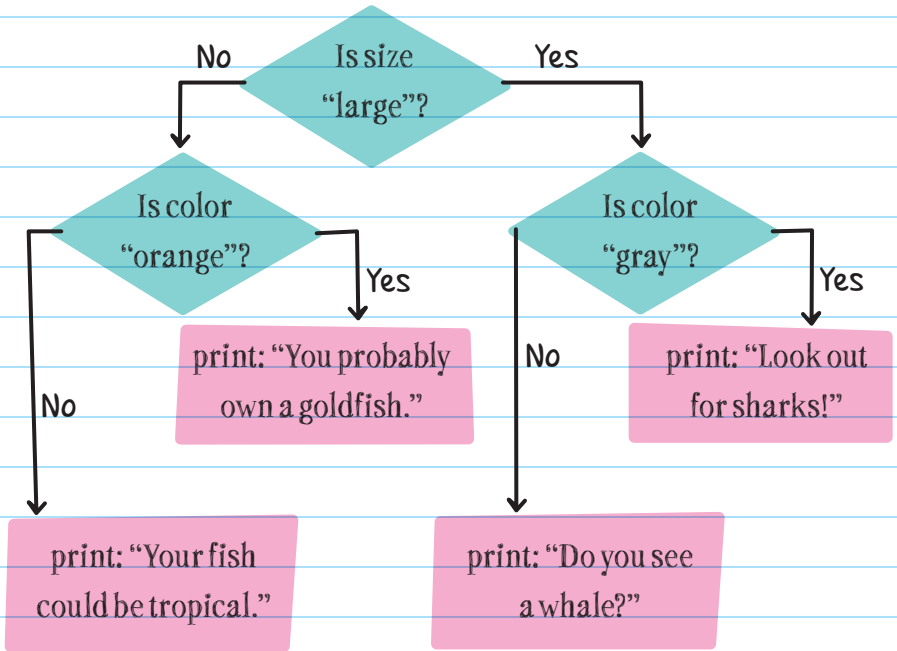 No
Is size
“large”?
Yes
Is color
“orange”?
Yes
No
print: “You probably
own a goldfish.”
print: “Your fish
could be tropical.”
Is color
“gray”?
Yes
No
print: “Look out
for sharks!”
print: “Do you see
a whale?”